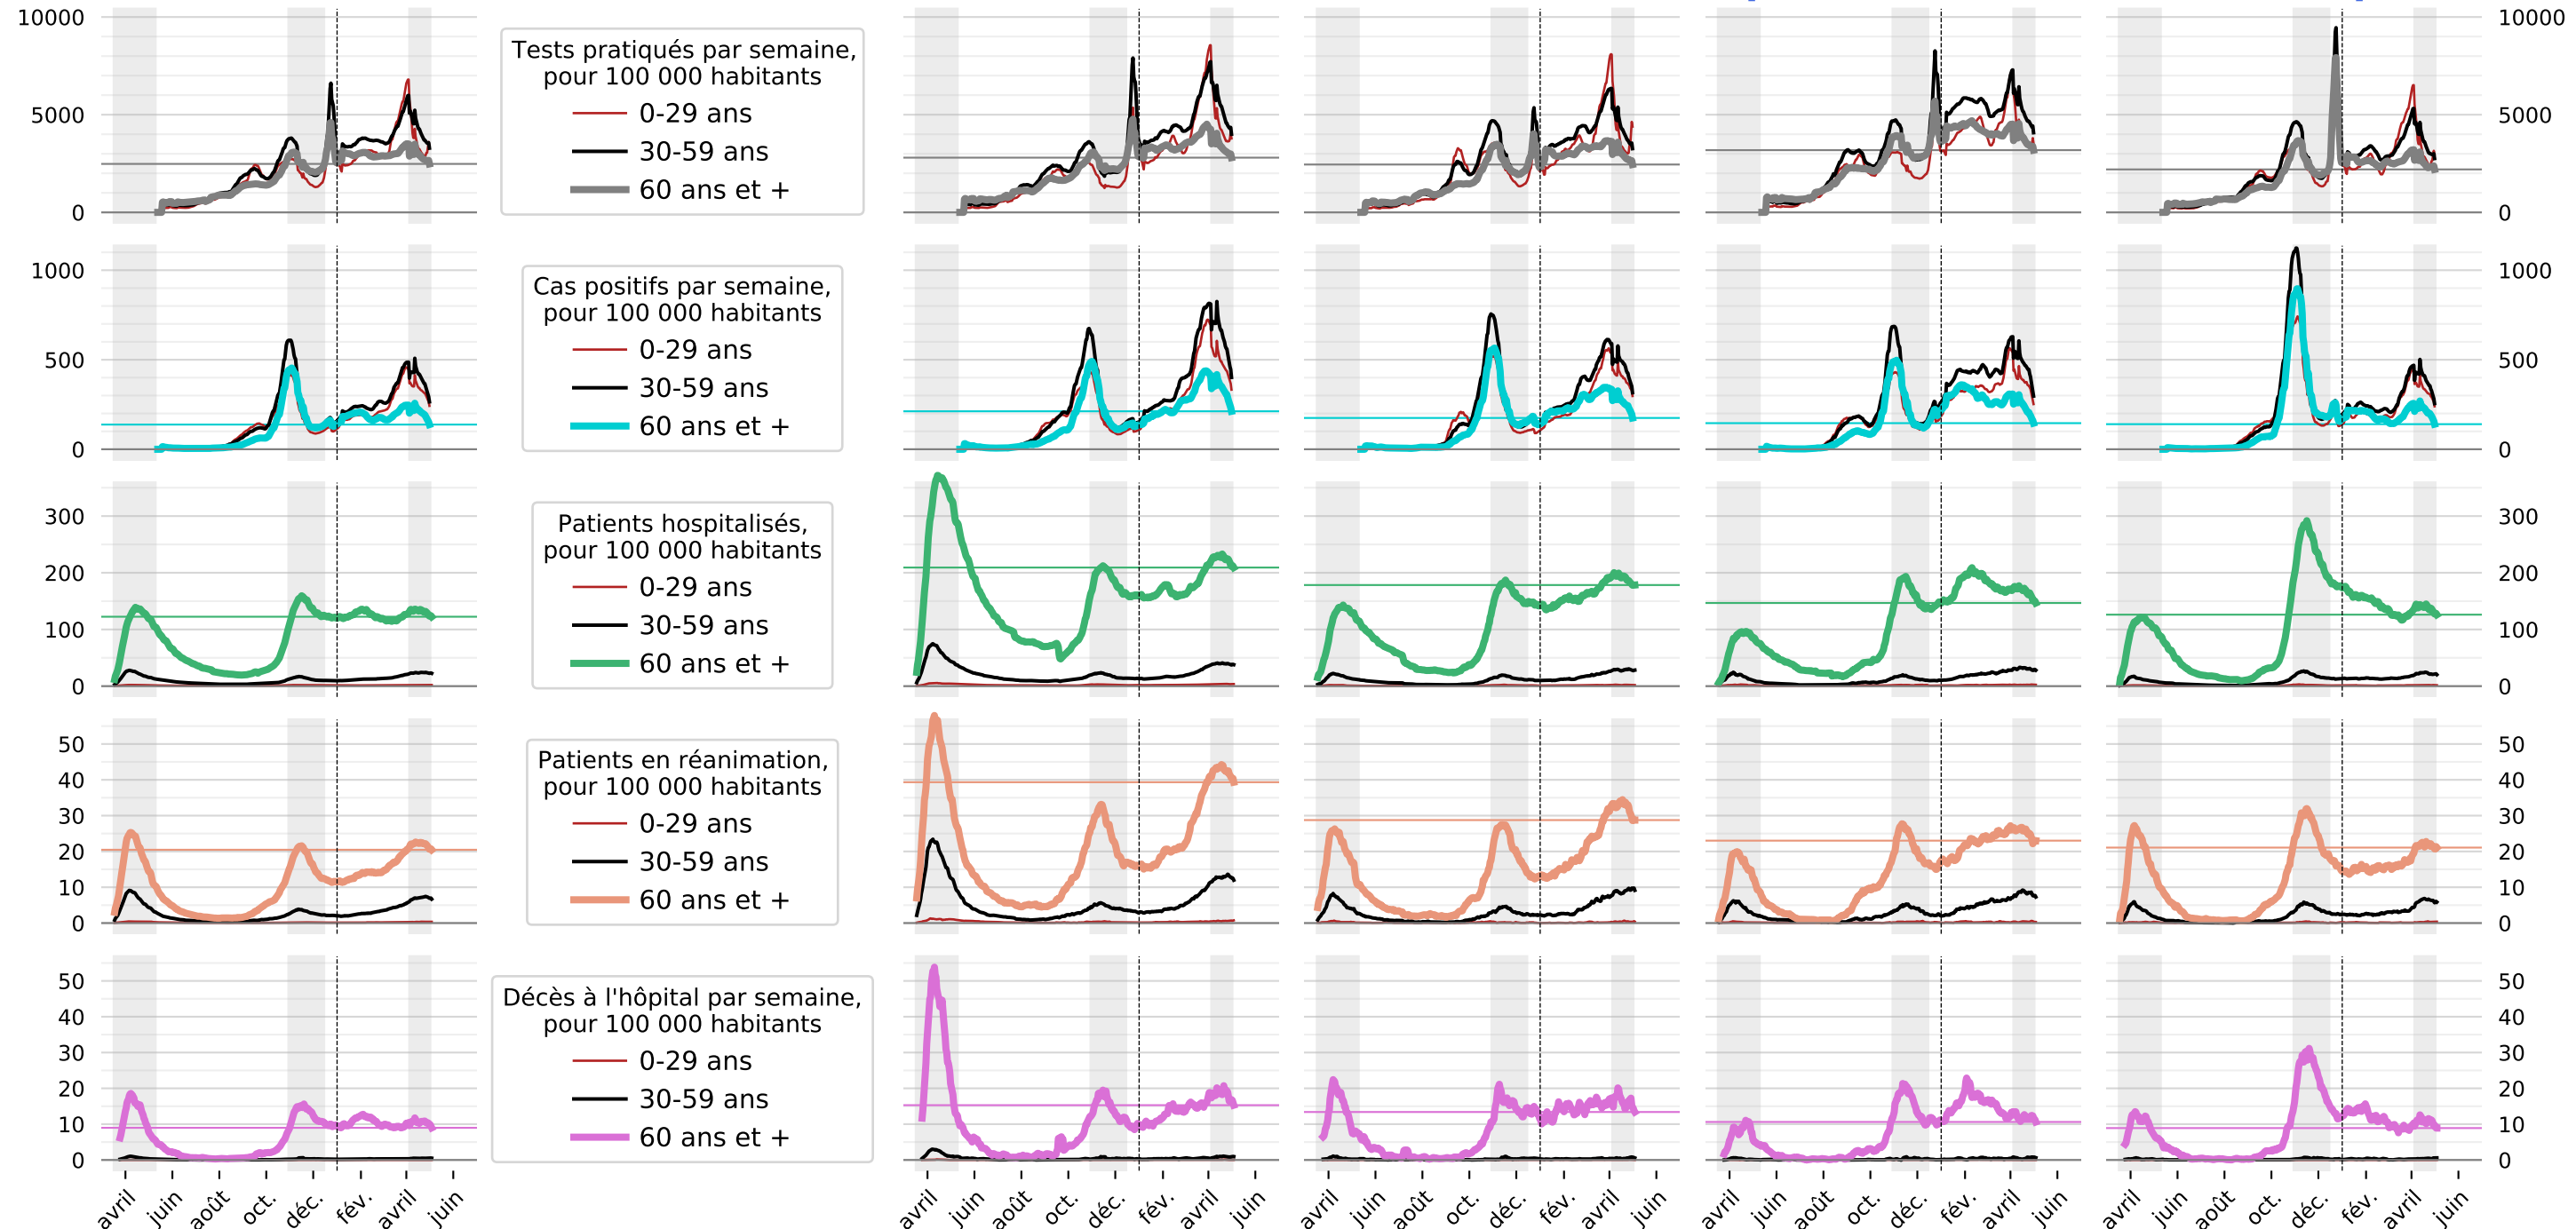 10000
5000
0
Tests pratiqués par semaine,
pour 100 000 habitants
0-29 ans
30-59 ans
60 ans et +
10000
5000
0
1000
500
0
Cas positifs par semaine,
pour 100 000 habitants
0-29 ans
30-59 ans
60 ans et +
1000
500
0
300
200
100
0
Patients hospitalisés,
pour 100 000 habitants
0-29 ans
30-59 ans
60 ans et +
300
200
100
0
50
40
30
20
10
0
Patients en réanimation,
pour 100 000 habitants
0-29 ans
30-59 ans
60 ans et +
50
40
30
20
10
0
50
40
30
20
10
0
Décès à l'hôpital par semaine,
pour 100 000 habitants
0-29 ans
30-59 ans
60 ans et +
50
40
30
20
10
0
avril juin août oct. déc. fév. avril juin
avril juin août oct. déc. fév. avril juin
avril juin août oct. déc. fév. avril juin
avril juin août oct. déc. fév. avril juin
avril juin août oct. déc. fév. avril juin